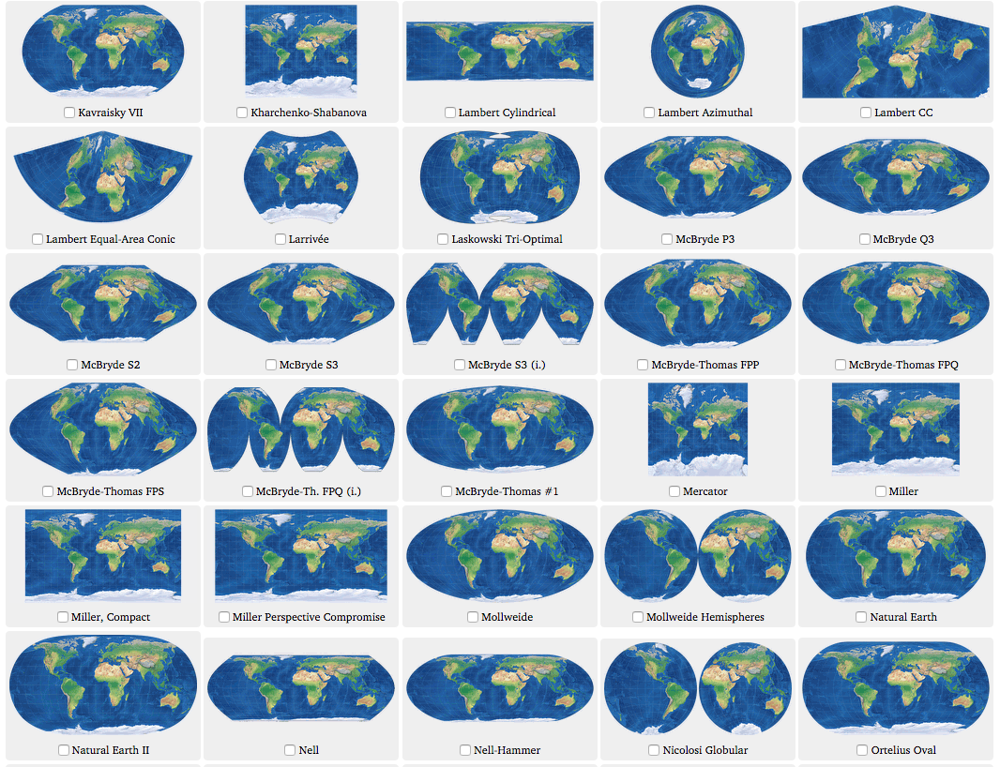 Kavraisky VII
Kharchenko-Shabanova
Lambert Cylindrical
Lambert Azimuthal
Lambert CC
Lambert Equal-Area Conic
Larrivée
Laskowski Tri-Optimal
McBryde P3
McBryde Q3
McBryde S2
McBryde S3
McBryde S3 (i.)
McBryde-Thomas FPP
McBryde-Thomas FPQ
McBryde-Thomas FPS
McBryde-Th. FPQ (i.)
McBryde-Thomas #1
Mercator
Miller
Miller, Compact
Miller Perspective Compromise
Mollweide
Mollweide Hemispheres
Natural Earth
Natural Earth II
Nell
Nell-Hammer
Nicolosi Globular
Ortelius Oval